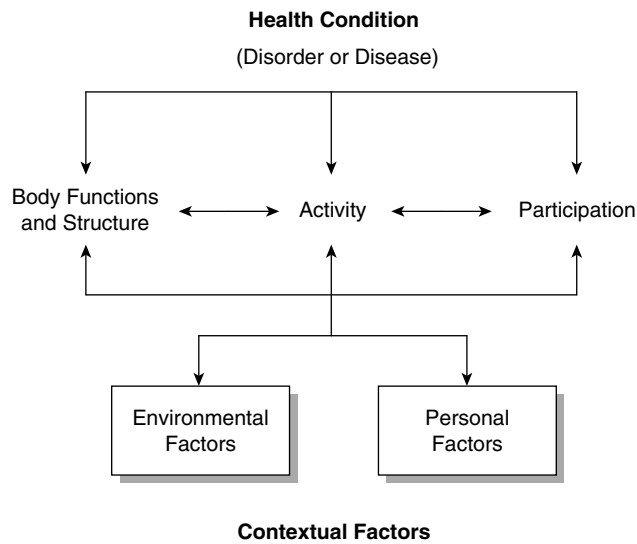 Health Condition
(Disorder or Disease)
Body Functions
and Structure
Activity
Participation
Environmental
Factors
Personal
Factors
Contextual Factors